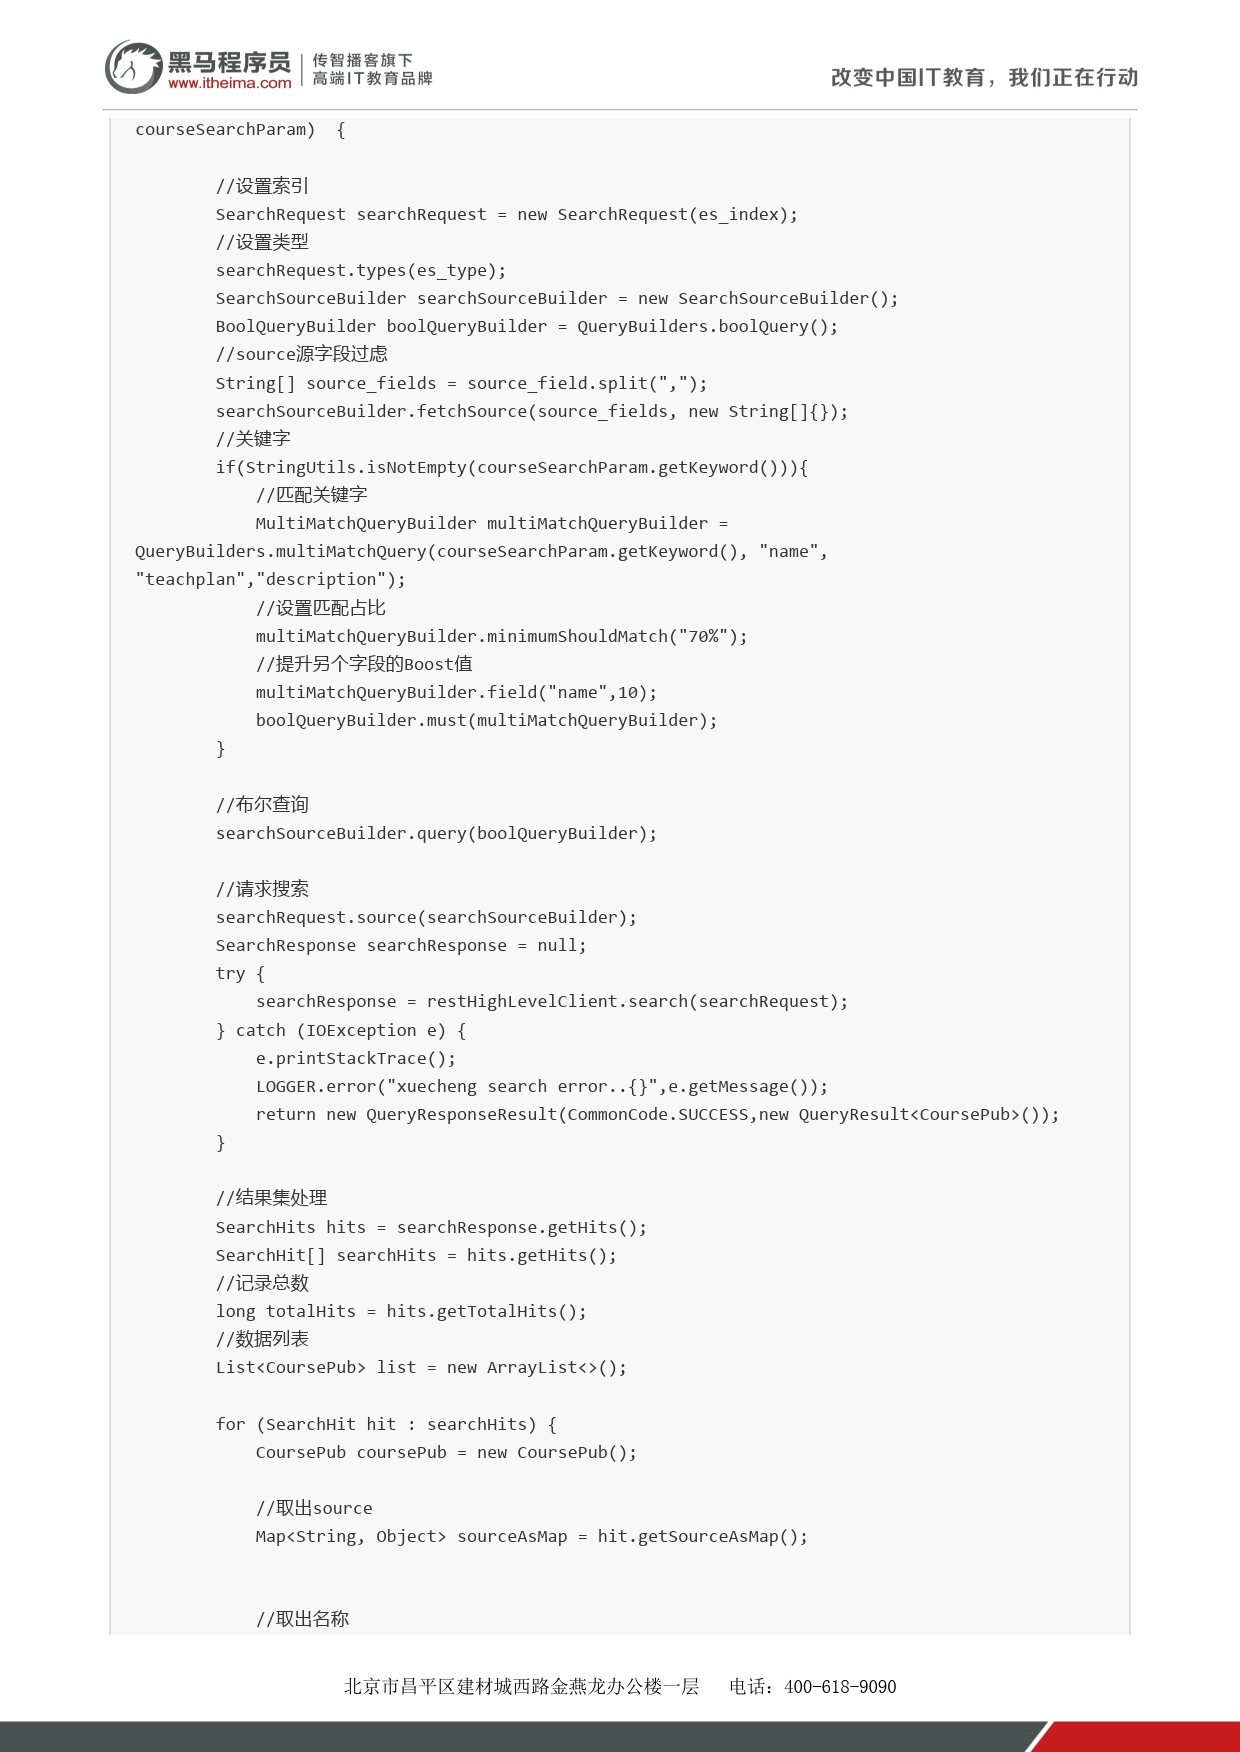 黑马程序员
www.itheima.com
传智播客旗下
高端IT教育品牌
改变中国IT教育，我们正在行动
courseSearchParam)  {
//设置索引
SearchRequest searchRequest = new SearchRequest(es_index);
//设置类型
searchRequest.types(es_type);
SearchSourceBuilder searchSourceBuilder = new SearchSourceBuilder();
BoolQueryBuilder boolQueryBuilder = QueryBuilders.boolQuery();
//source源字段过虑
String[] source_fields = source_field.split(",");
searchSourceBuilder.fetchSource(source_fields, new String[]{});
//关键字
if(StringUtils.isNotEmpty(courseSearchParam.getKeyword())){
//匹配关键字
MultiMatchQueryBuilder multiMatchQueryBuilder =
QueryBuilders.multiMatchQuery(courseSearchParam.getKeyword(), "name",
"teachplan","description");
//设置匹配占比
multiMatchQueryBuilder.minimumShouldMatch("70%");
//提升另个字段的Boost值
multiMatchQueryBuilder.field("name",10);
boolQueryBuilder.must(multiMatchQueryBuilder);
}
//布尔查询
searchSourceBuilder.query(boolQueryBuilder);
//请求搜索
searchRequest.source(searchSourceBuilder);
SearchResponse searchResponse = null;
try {
searchResponse = restHighLevelClient.search(searchRequest);
} catch (IOException e) {
e.printStackTrace();
LOGGER.error("xuecheng search error..{}",e.getMessage());
return new QueryResponseResult(CommonCode.SUCCESS,new QueryResult<CoursePub>());
}
//结果集处理
SearchHits hits = searchResponse.getHits();
SearchHit[] searchHits = hits.getHits();
//记录总数
long totalHits = hits.getTotalHits();
//数据列表
List<CoursePub> list = new ArrayList<>();
for (SearchHit hit : searchHits) {
CoursePub coursePub = new CoursePub();
//取出source
Map<String, Object> sourceAsMap = hit.getSourceAsMap();
//取出名称
北京市昌平区建材城西路金燕龙办公楼一层   电话：400-618-9090